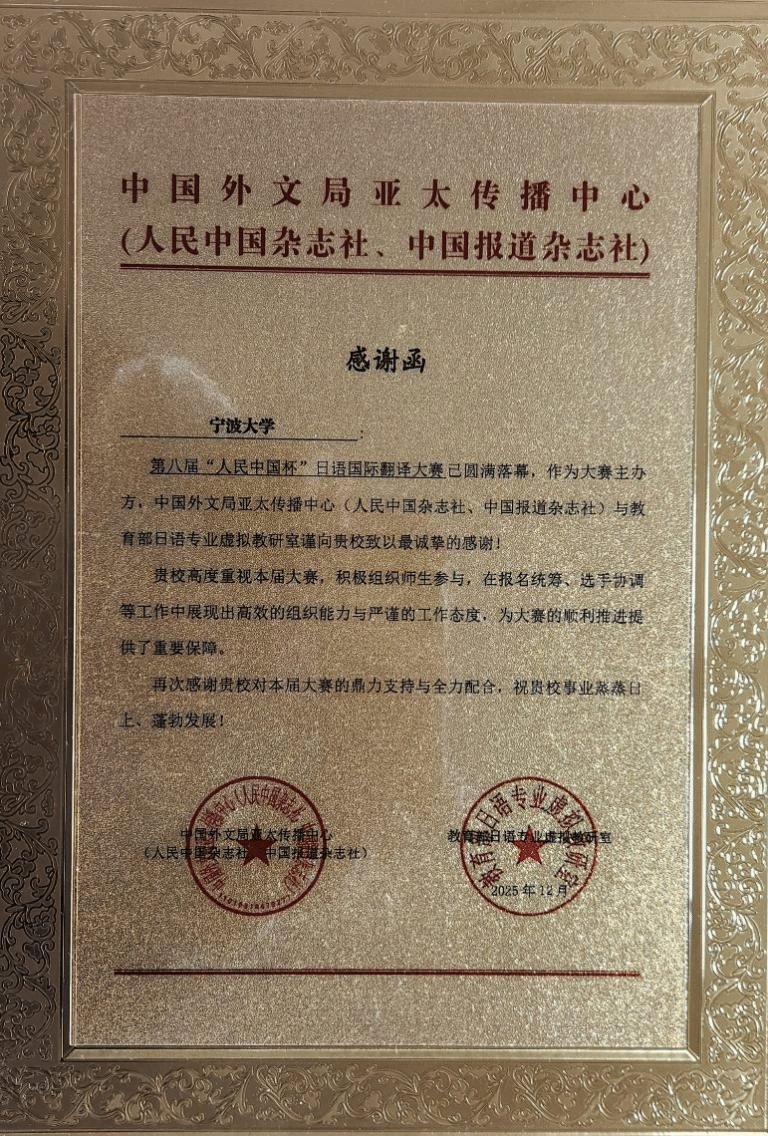 中国外文局亚太传播中心
(人民中国杂志社、中国报道杂志社)
感谢函
宁波大学：
第八届“人民中国杯”日语国际翻译大赛已圆满落幕，作为大赛主办
方，中国外文局亚太传播中心（人民中国杂志社、中国报道杂志社）与教
育部日语专业虚拟教研室谨向贵校致以最诚挚的感谢！
贵校高度重视本届大赛，积极组织师生参与，在报名统筹、选手协调
等工作中展现出高效的组织能力与严谨的工作态度，为大赛的顺利推进提
供了重要保障。
再次感谢贵校对本届大赛的鼎力支持与全力配合，祝贵校事业蒸蒸日
上、蓬勃发展！
中国外文局亚太传播中心
（人民中国杂志社、中国报道杂志社）
教育部日语专业虚拟教研室
2025年12月
教育部日语专业虚拟教研室